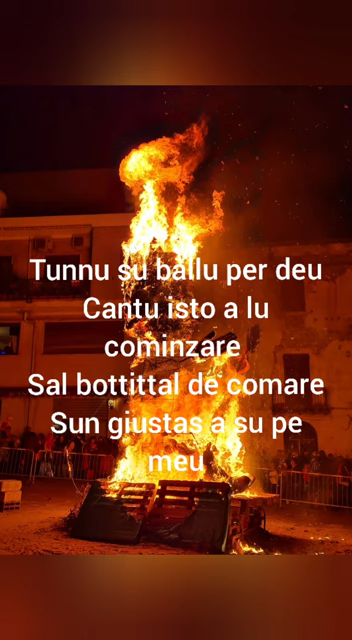 Tunnu su ballu per deu
Cantu isto a lu
cominzare
Sal bottittal de comare
Sun giustas a su pe
meu